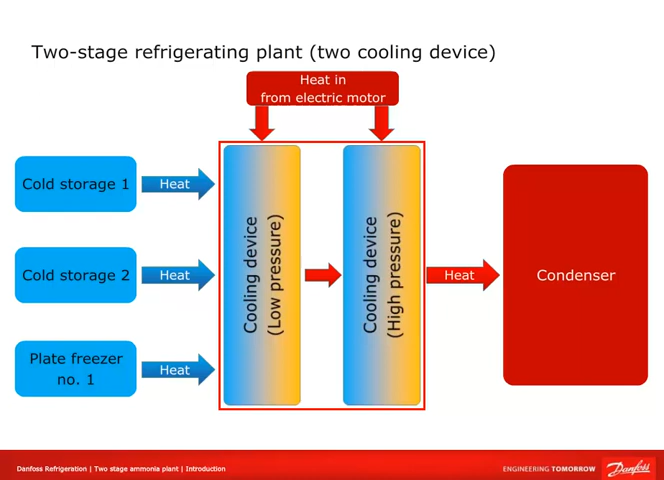 Two-stage refrigerating plant (two cooling device)
Heat in
from electric motor
Cold storage 1
Heat
Cold storage 2
Heat
Plate freezer
no. 1
Heat
Cooling device
(Low pressure)
Cooling device
(High pressure)
Heat
Condenser
Danfoss Refrigeration | Two stage ammonia plant | Introduction
ENGINEERING TOMORROW
Danfoss